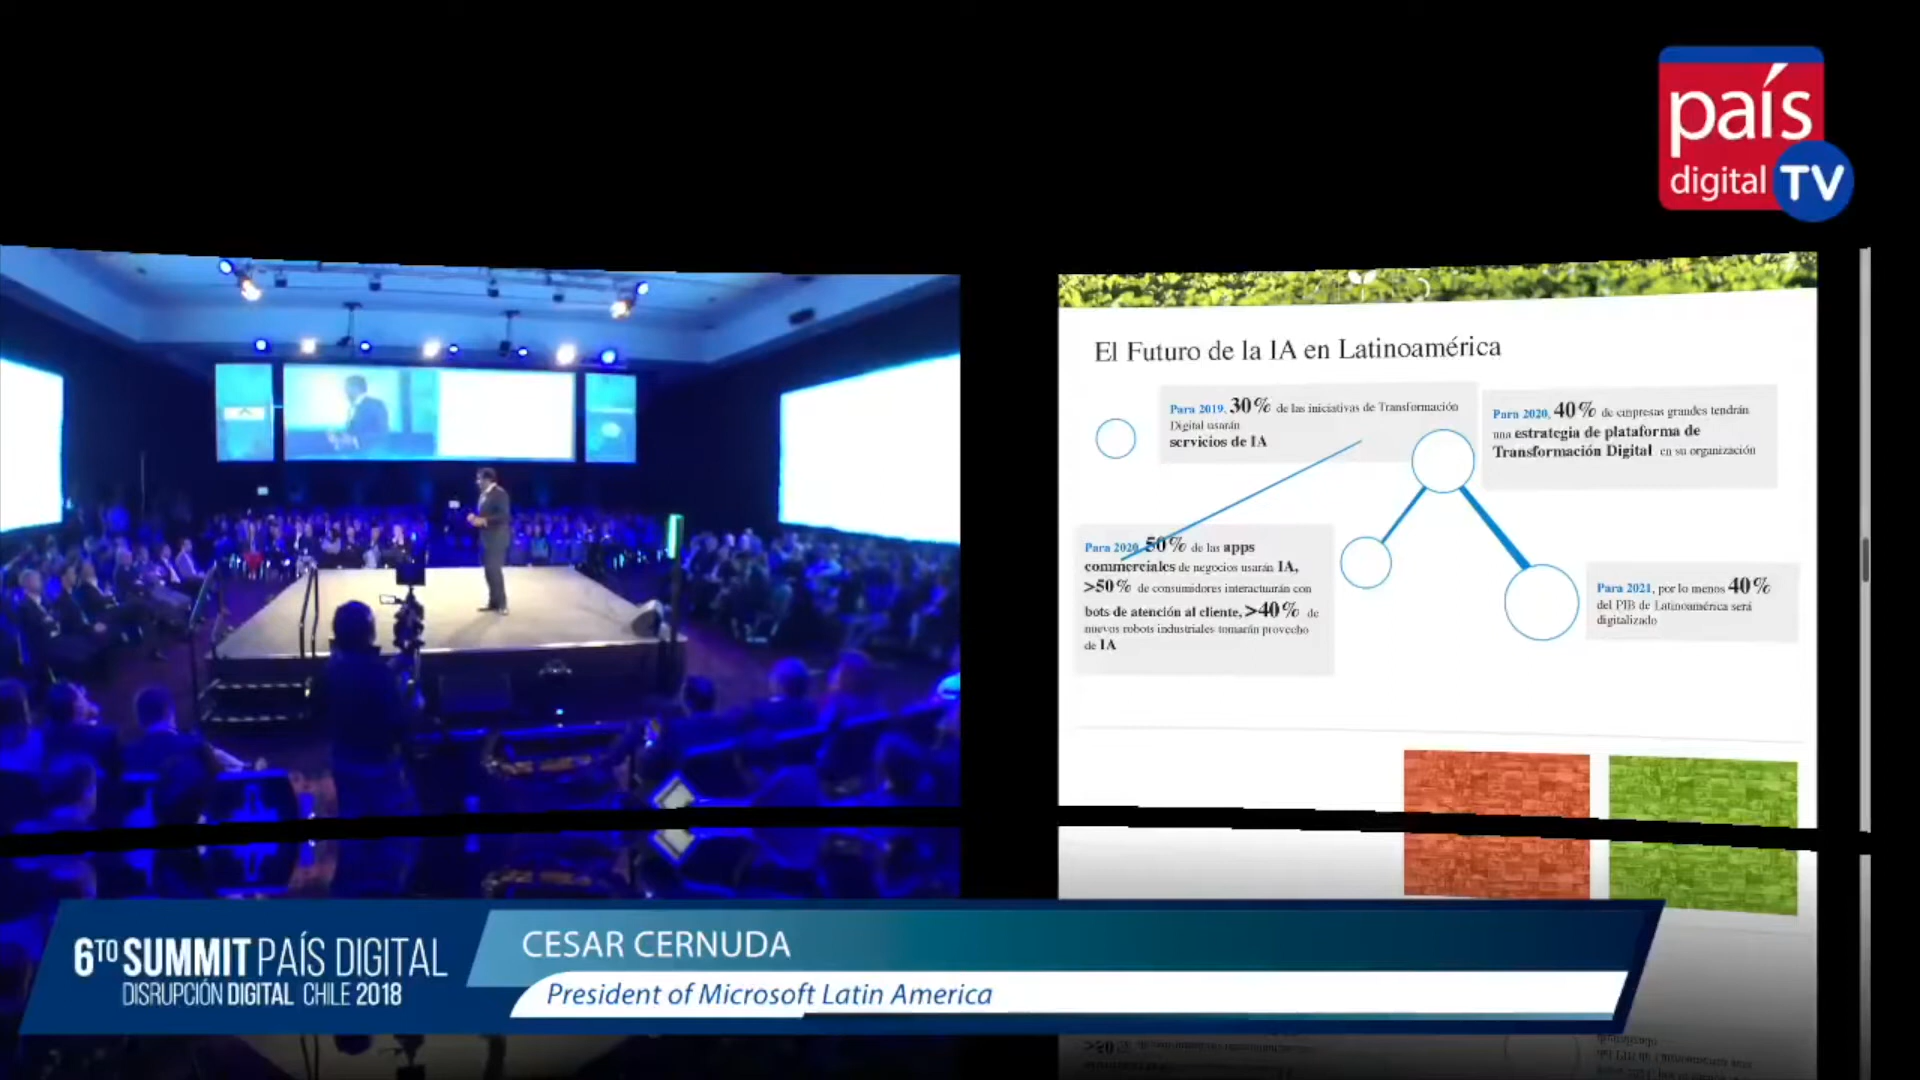 país
digital TV
El Futuro de la IA en Latinoamérica
Para 2019, 30% de las iniciativas de Transformación
Digital usarán
servicios de IA
Para 2020, 40% de empresas grandes tendrán
una estrategia de plataforma de
Transformación Digital en su organización
Para 2020, 50% de las apps
commerciales de negocios usarán IA,
>50% de consumidores interactuarán con
bots de atención al cliente, >40% de
nuevos robots industriales tomarán provecho
de IA
Para 2021, por lo menos 40%
del PIB de Latinoamérica será
digitalizado
6TO SUMMIT PAÍS DIGITAL
DISRUPCIÓN DIGITAL CHILE 2018
CESAR CERNUDA
President of Microsoft Latin America